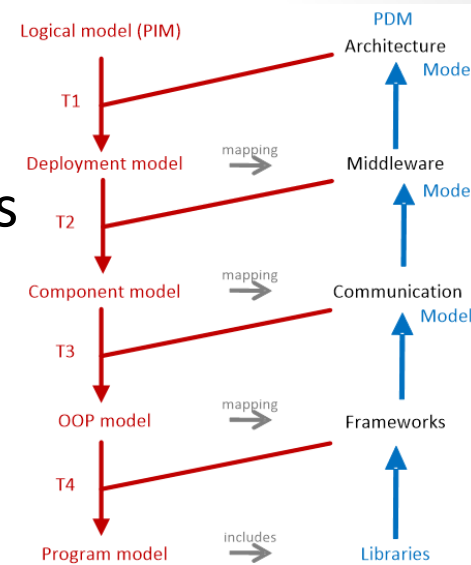 PDM
Logical model (PIM)
Architecture
Mode
T1
mapping
Deployment model
Middleware
Mode
s
T2
mapping
Component model
Communication
Model
T3
mapping
OOP model
Frameworks
T4
includes
Program model
Libraries